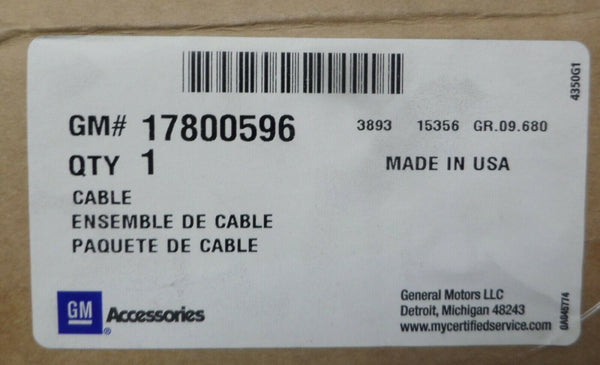 GM# 17800596 3893 15356 GR.09.680
QTY 1 MADE IN USA
CABLE
ENSEMBLE DE CABLE
PAQUETE DE CABLE
GM ® Accessories
General Motors LLC
Detroit, Michigan 48243
www.mycertifiedservice.com
4350G1
0A046774